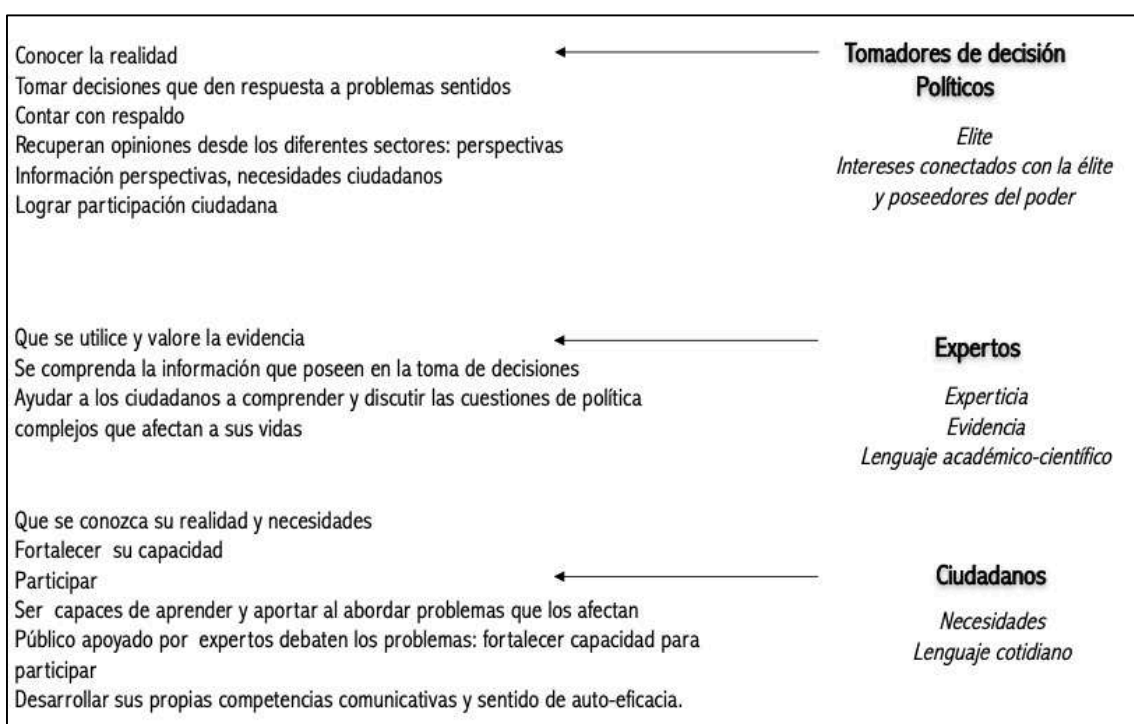 Conocer la realidad
Tomar decisiones que den respuesta a problemas sentidos
Contar con respaldo
Recuperan opiniones desde los diferentes sectores: perspectivas
Información perspectivas, necesidades ciudadanos
Lograr participación ciudadana
Tomadores de decisión
Políticos
Elite
Intereses conectados con la élite
y poseedores del poder
Que se utilice y valore la evidencia
Se comprenda la información que poseen en la toma de decisiones
Ayudar a los ciudadanos a comprender y discutir las cuestiones de política
complejos que afectan a sus vidas
Expertos
Experticia
Evidencia
Lenguaje académico-científico
Que se conozca su realidad y necesidades
Fortalecer su capacidad
Participar
Ser capaces de aprender y aportar al abordar problemas que los afectan
Público apoyado por expertos debaten los problemas: fortalecer capacidad para
participar
Desarrollar sus propias competencias comunicativas y sentido de auto-eficacia.
Ciudadanos
Necesidades
Lenguaje cotidiano